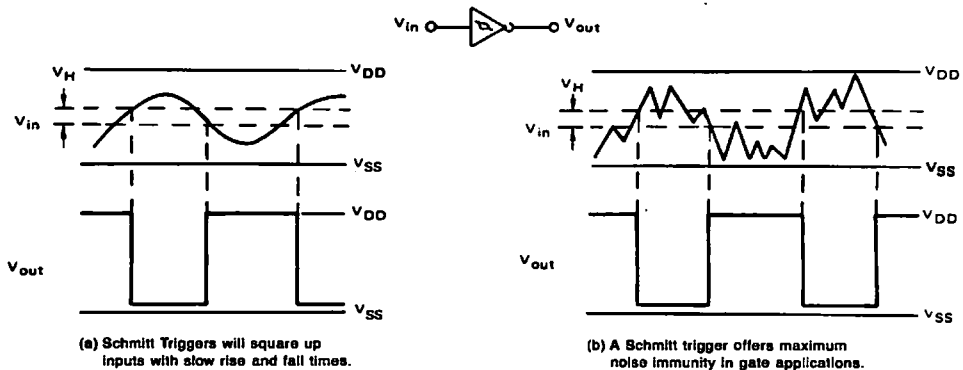 Vin Vout
VH VDD
Vin
VSS
VDD
Vout
VSS
(a) Schmitt Triggers will square up
inputs with slow rise and fall times.
VH VDD
Vin
VSS
VDD
Vout
VSS
(b) A Schmitt trigger offers maximum
noise immunity in gate applications.